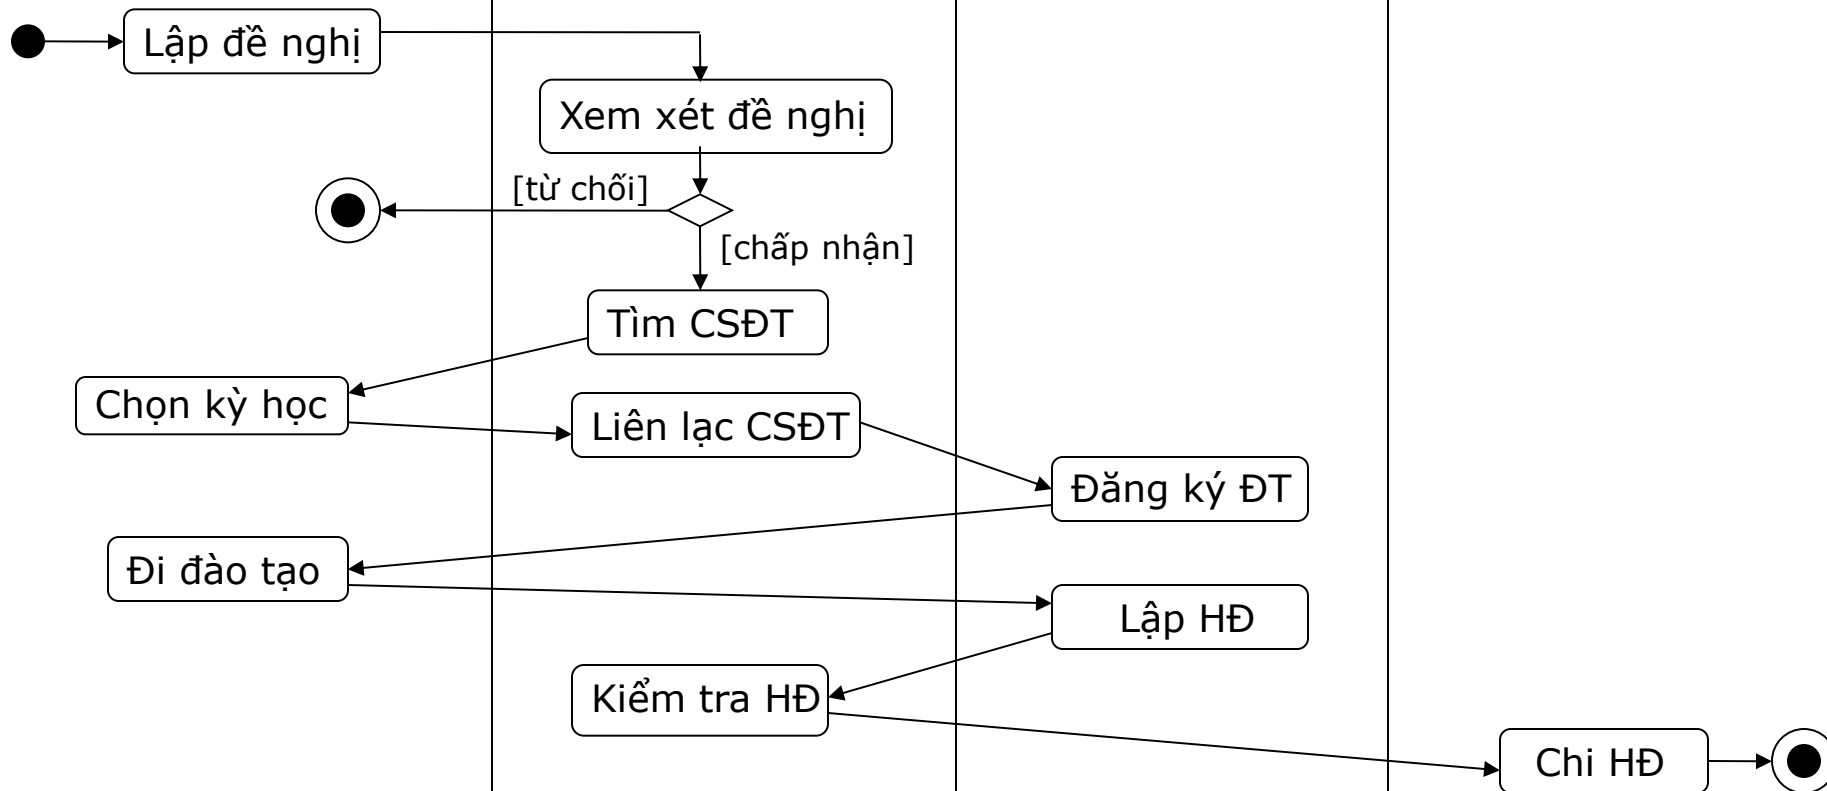 Lập đề nghị
Xem xét đề nghị
[từ chối]
[chấp nhận]
Tìm CSĐT
Chọn kỳ học
Liên lạc CSĐT
Đăng ký ĐT
Đi đào tạo
Lập HĐ
Kiểm tra HĐ
Chi HĐ